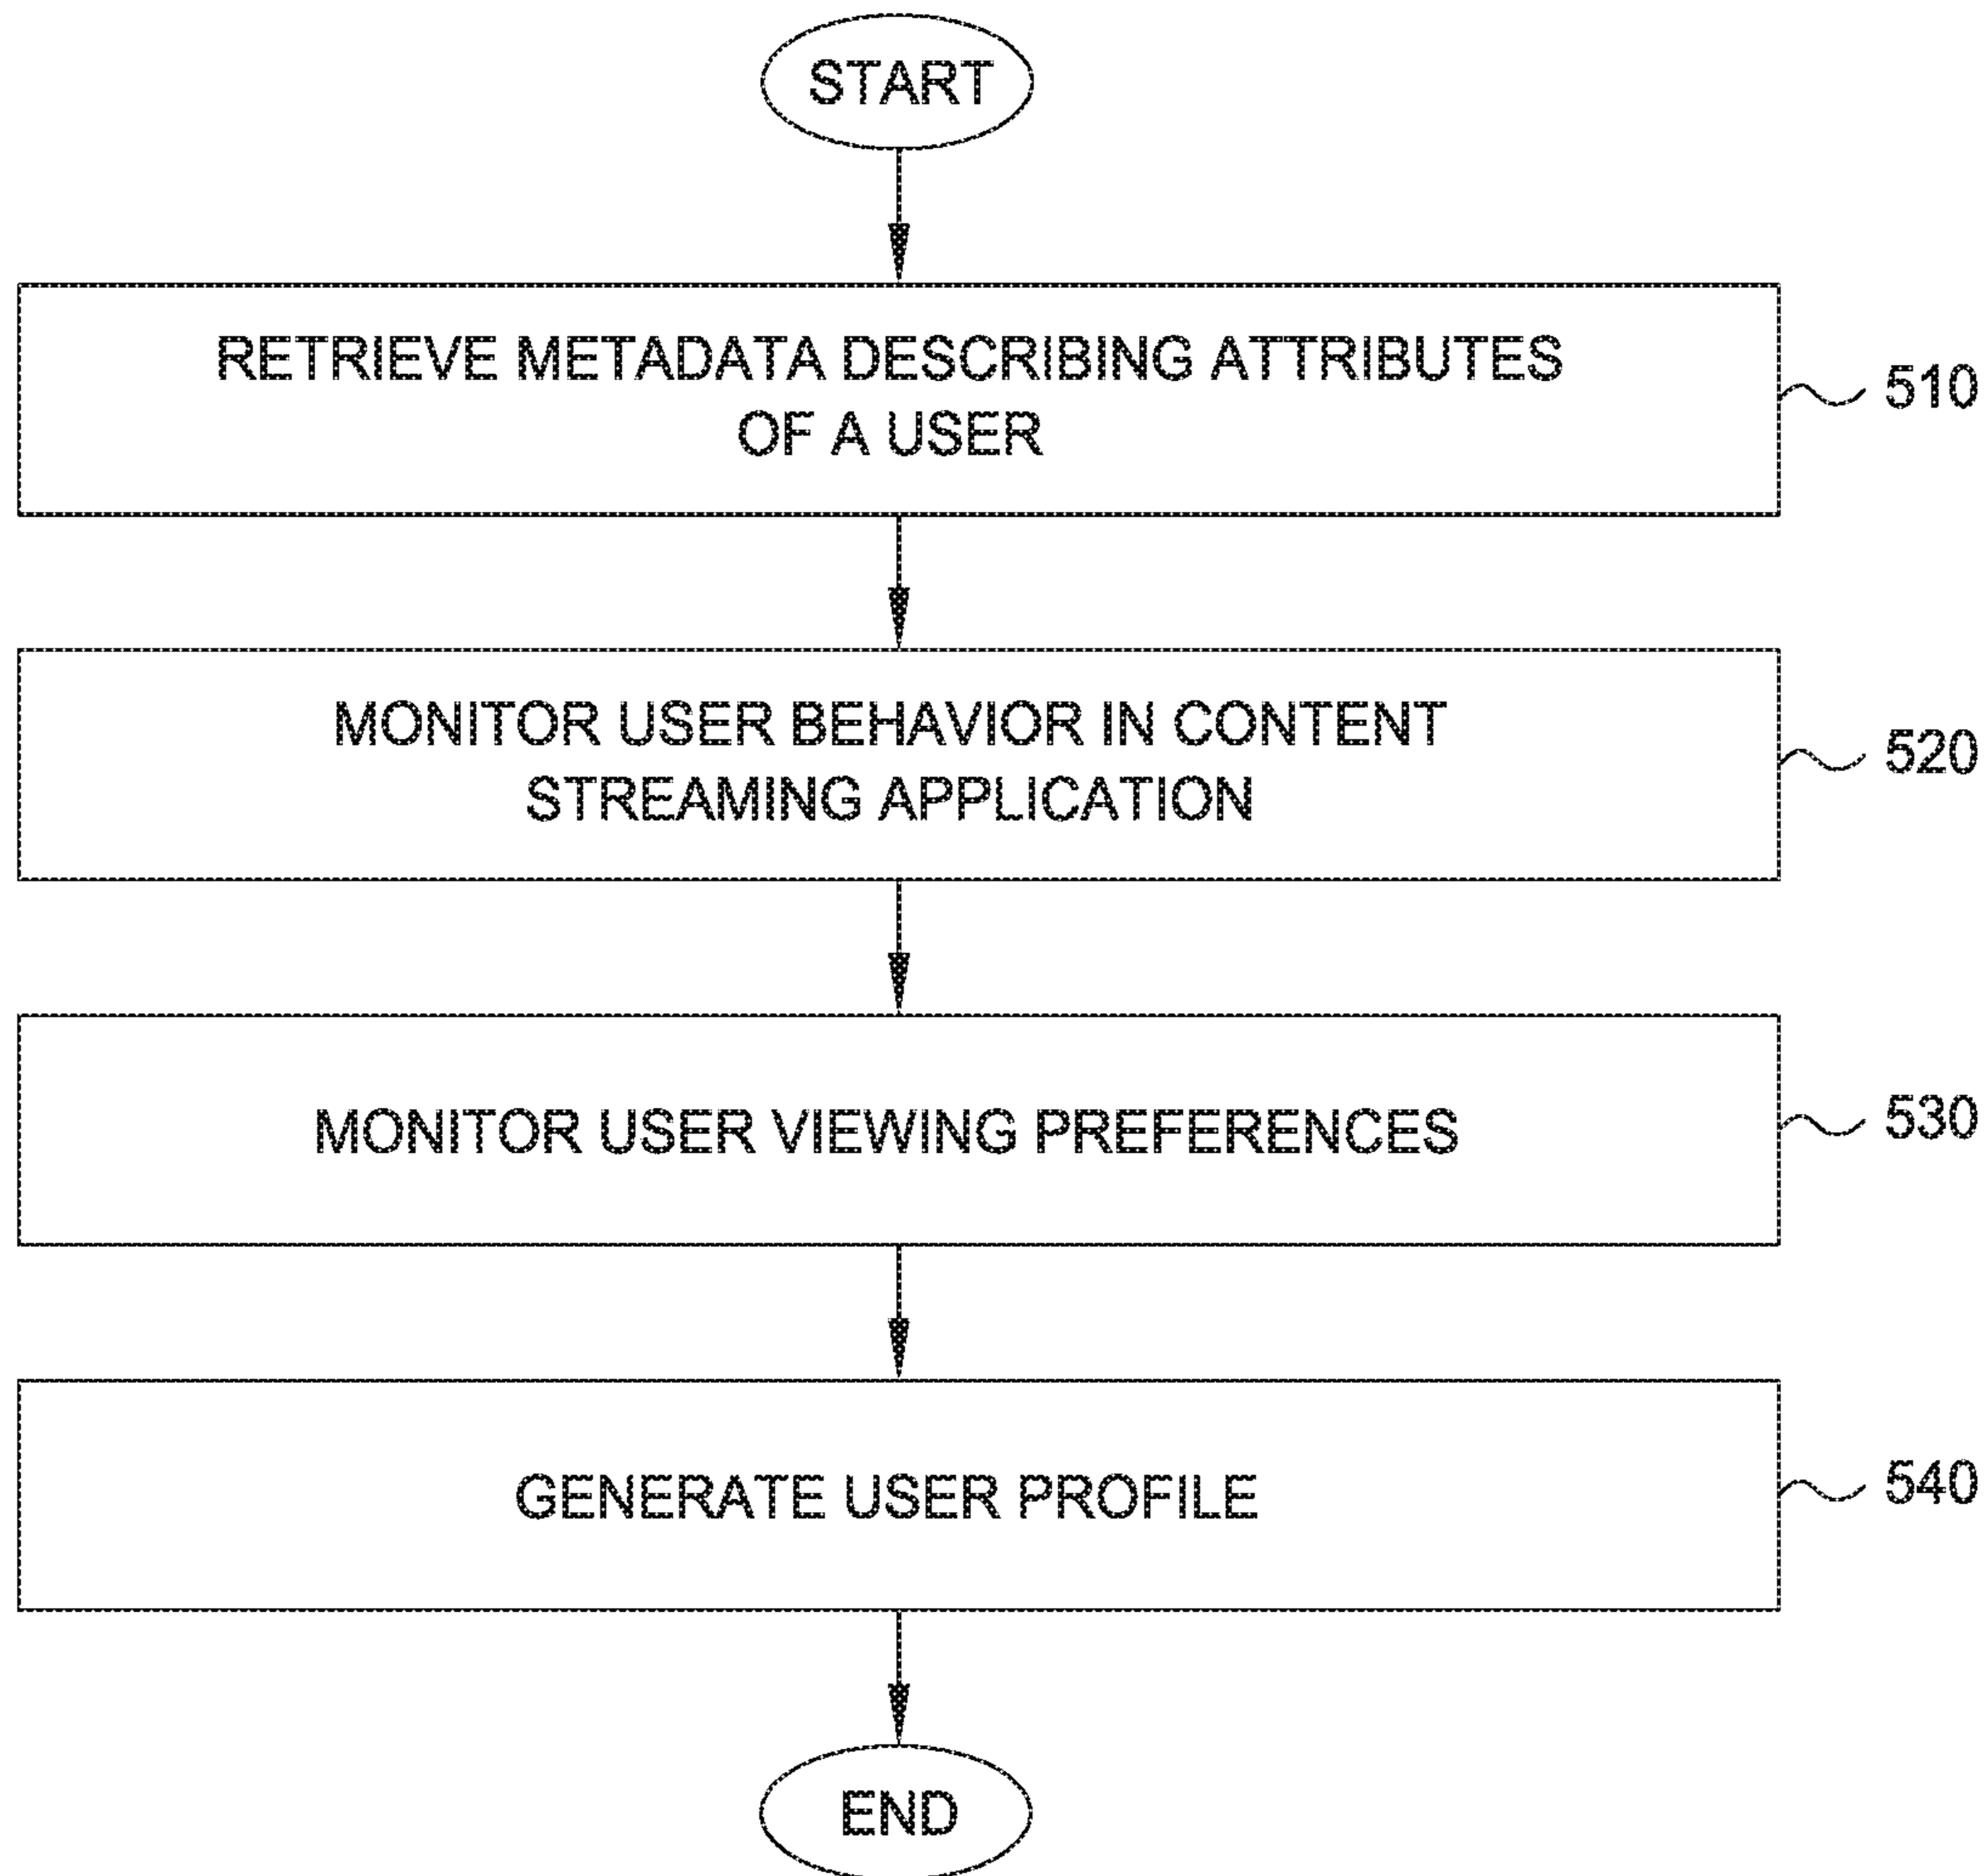 START
RETRIEVE METADATA DESCRIBING ATTRIBUTES
OF A USER
510
MONITOR USER BEHAVIOR IN CONTENT
STREAMING APPLICATION
520
MONITOR USER VIEWING PREFERENCES
530
GENERATE USER PROFILE
540
END